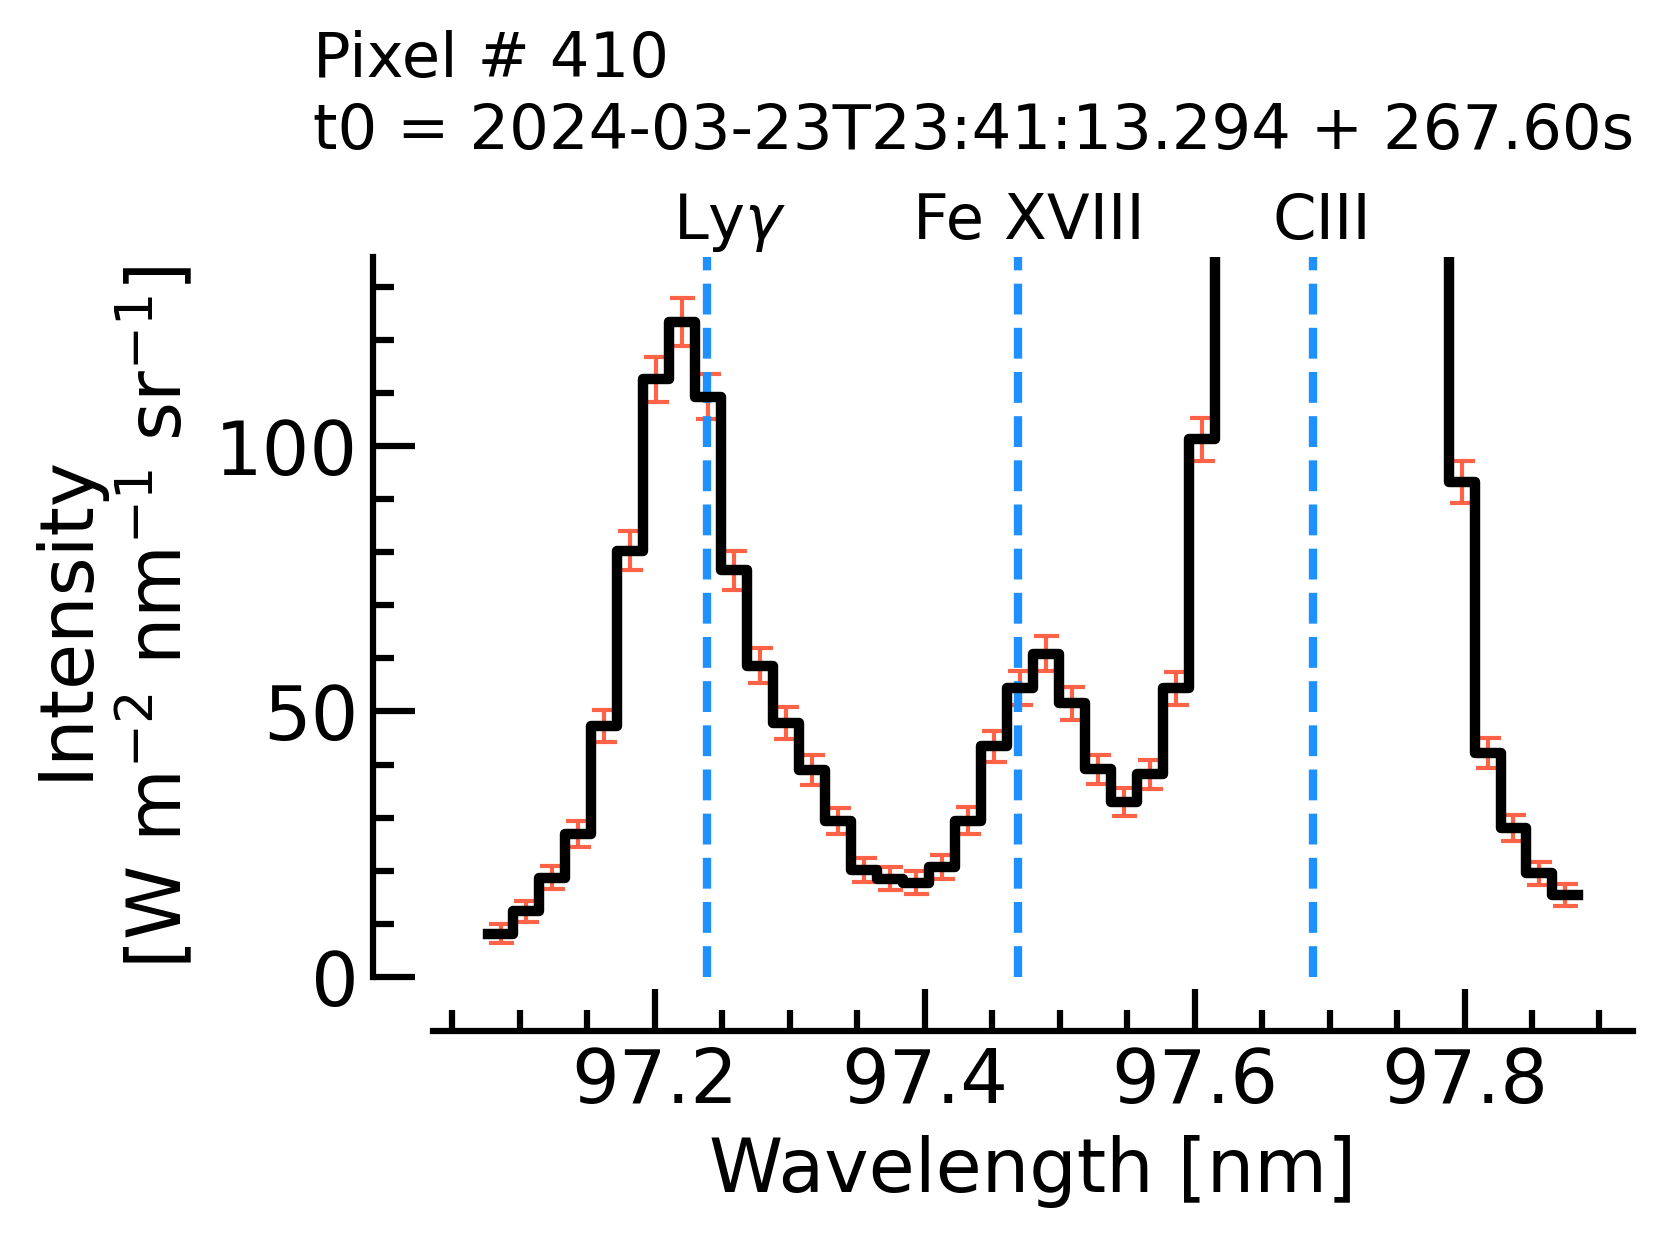 Pixel # 410
t0 = 2024-03-23T23:41:13.294 + 267.60s
Lyγ Fe XVIII CIII
Intensity
[W m⁻² nm⁻¹ sr⁻¹]
100
50
0
97.2 97.4 97.6 97.8
Wavelength [nm]